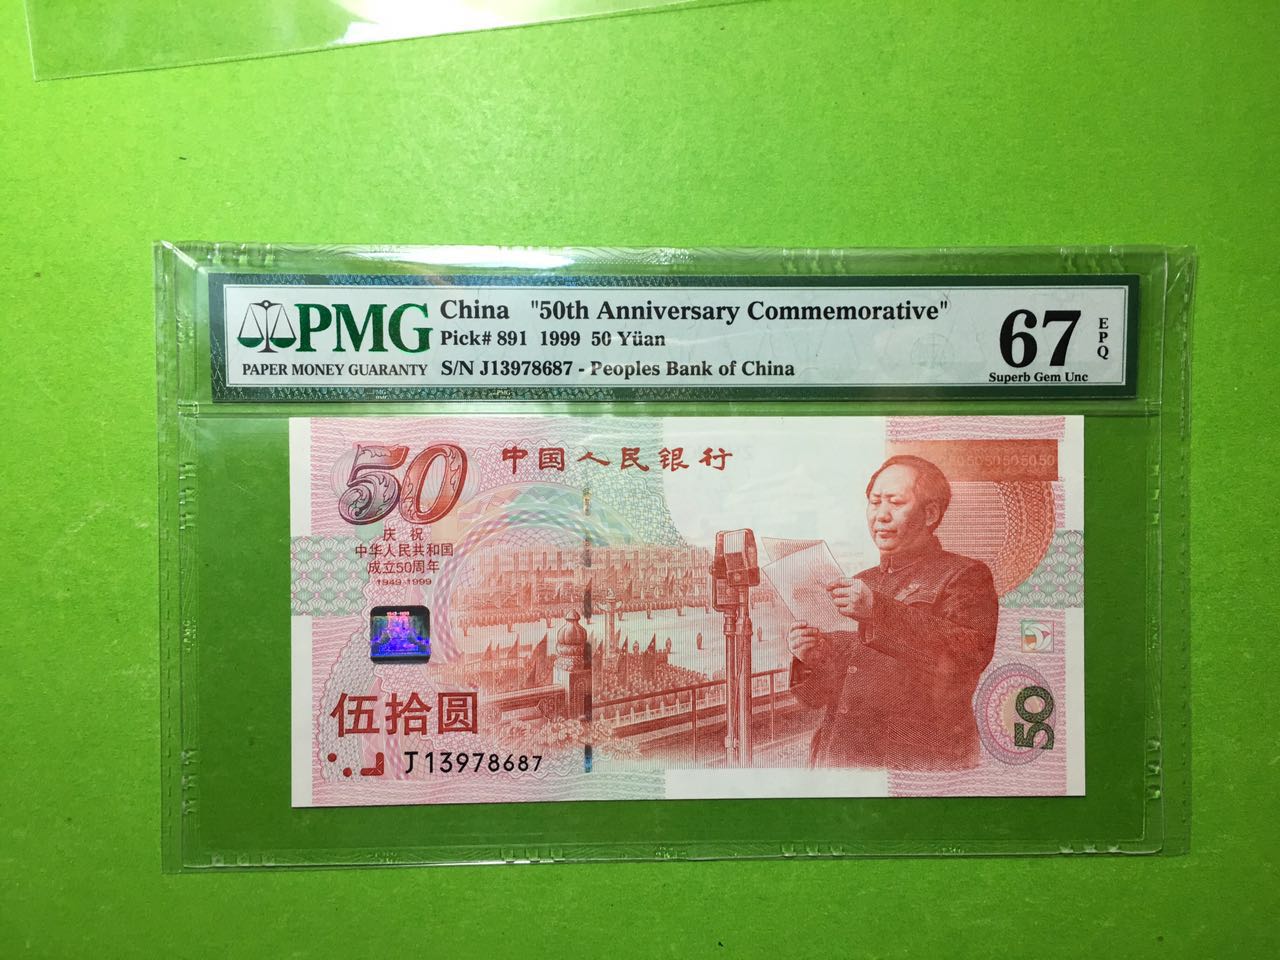 PMG
PAPER MONEY GUARANTY
China "50th Anniversary Commemorative"
Pick# 891 1999 50 Yüan
S/N J13978687 - Peoples Bank of China
67
EPQ
Superb Gem Unc
50
中国人民银行
庆祝
中华人民共和国
成立50周年
1949-1999
伍拾圆
J13978687
50